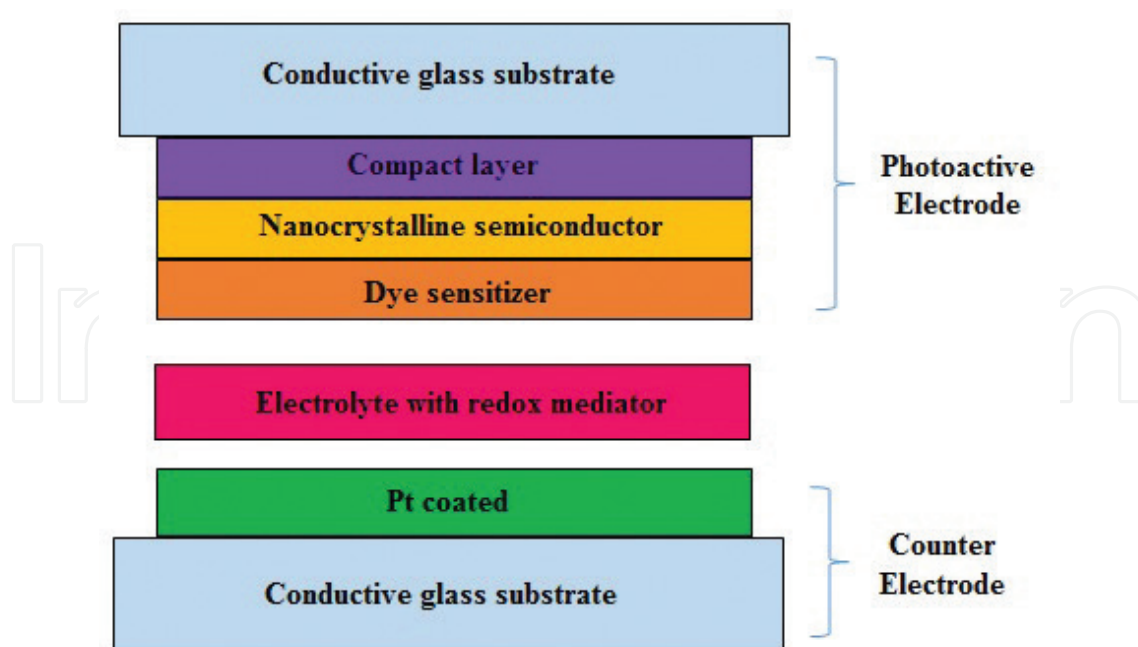 Conductive glass substrate
Compact layer
Nanocrystalline semiconductor
Dye sensitizer
Photoactive
Electrode
Electrolyte with redox mediator
Pt coated
Conductive glass substrate
Counter
Electrode